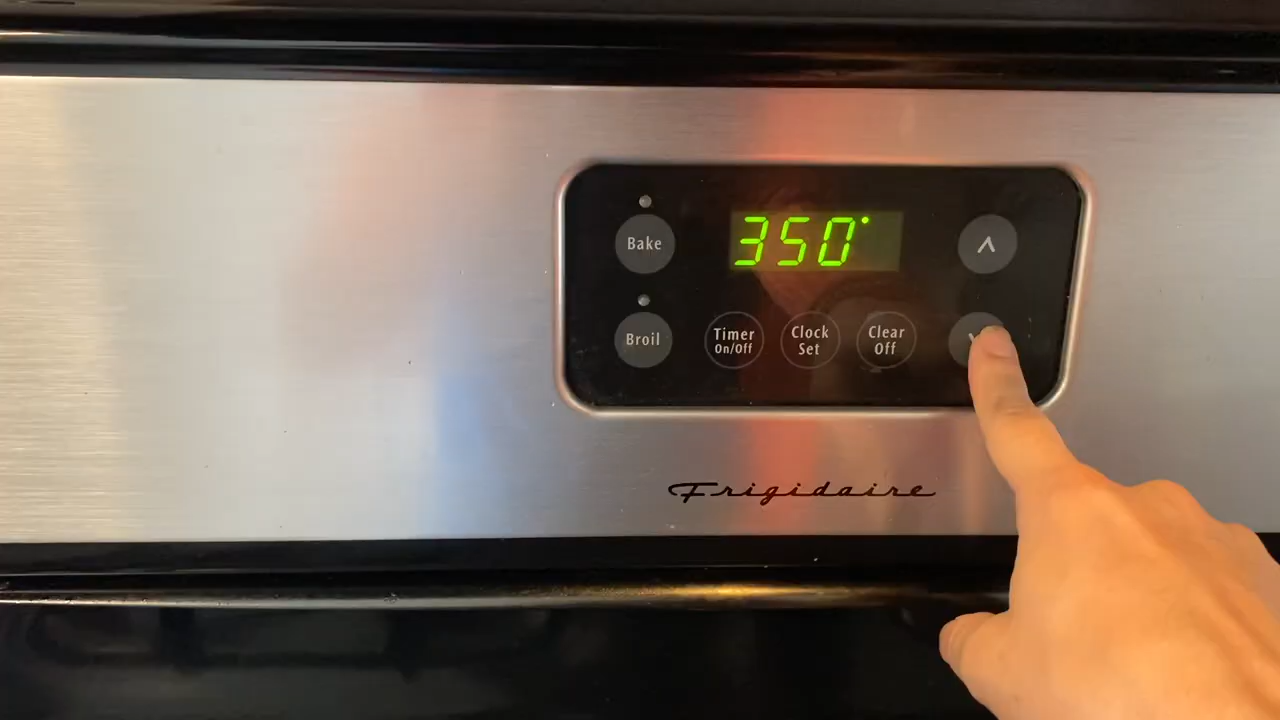 Bake
350°
Broil
Timer
On/Off
Clock
Set
Clear
Off
Frigidaire